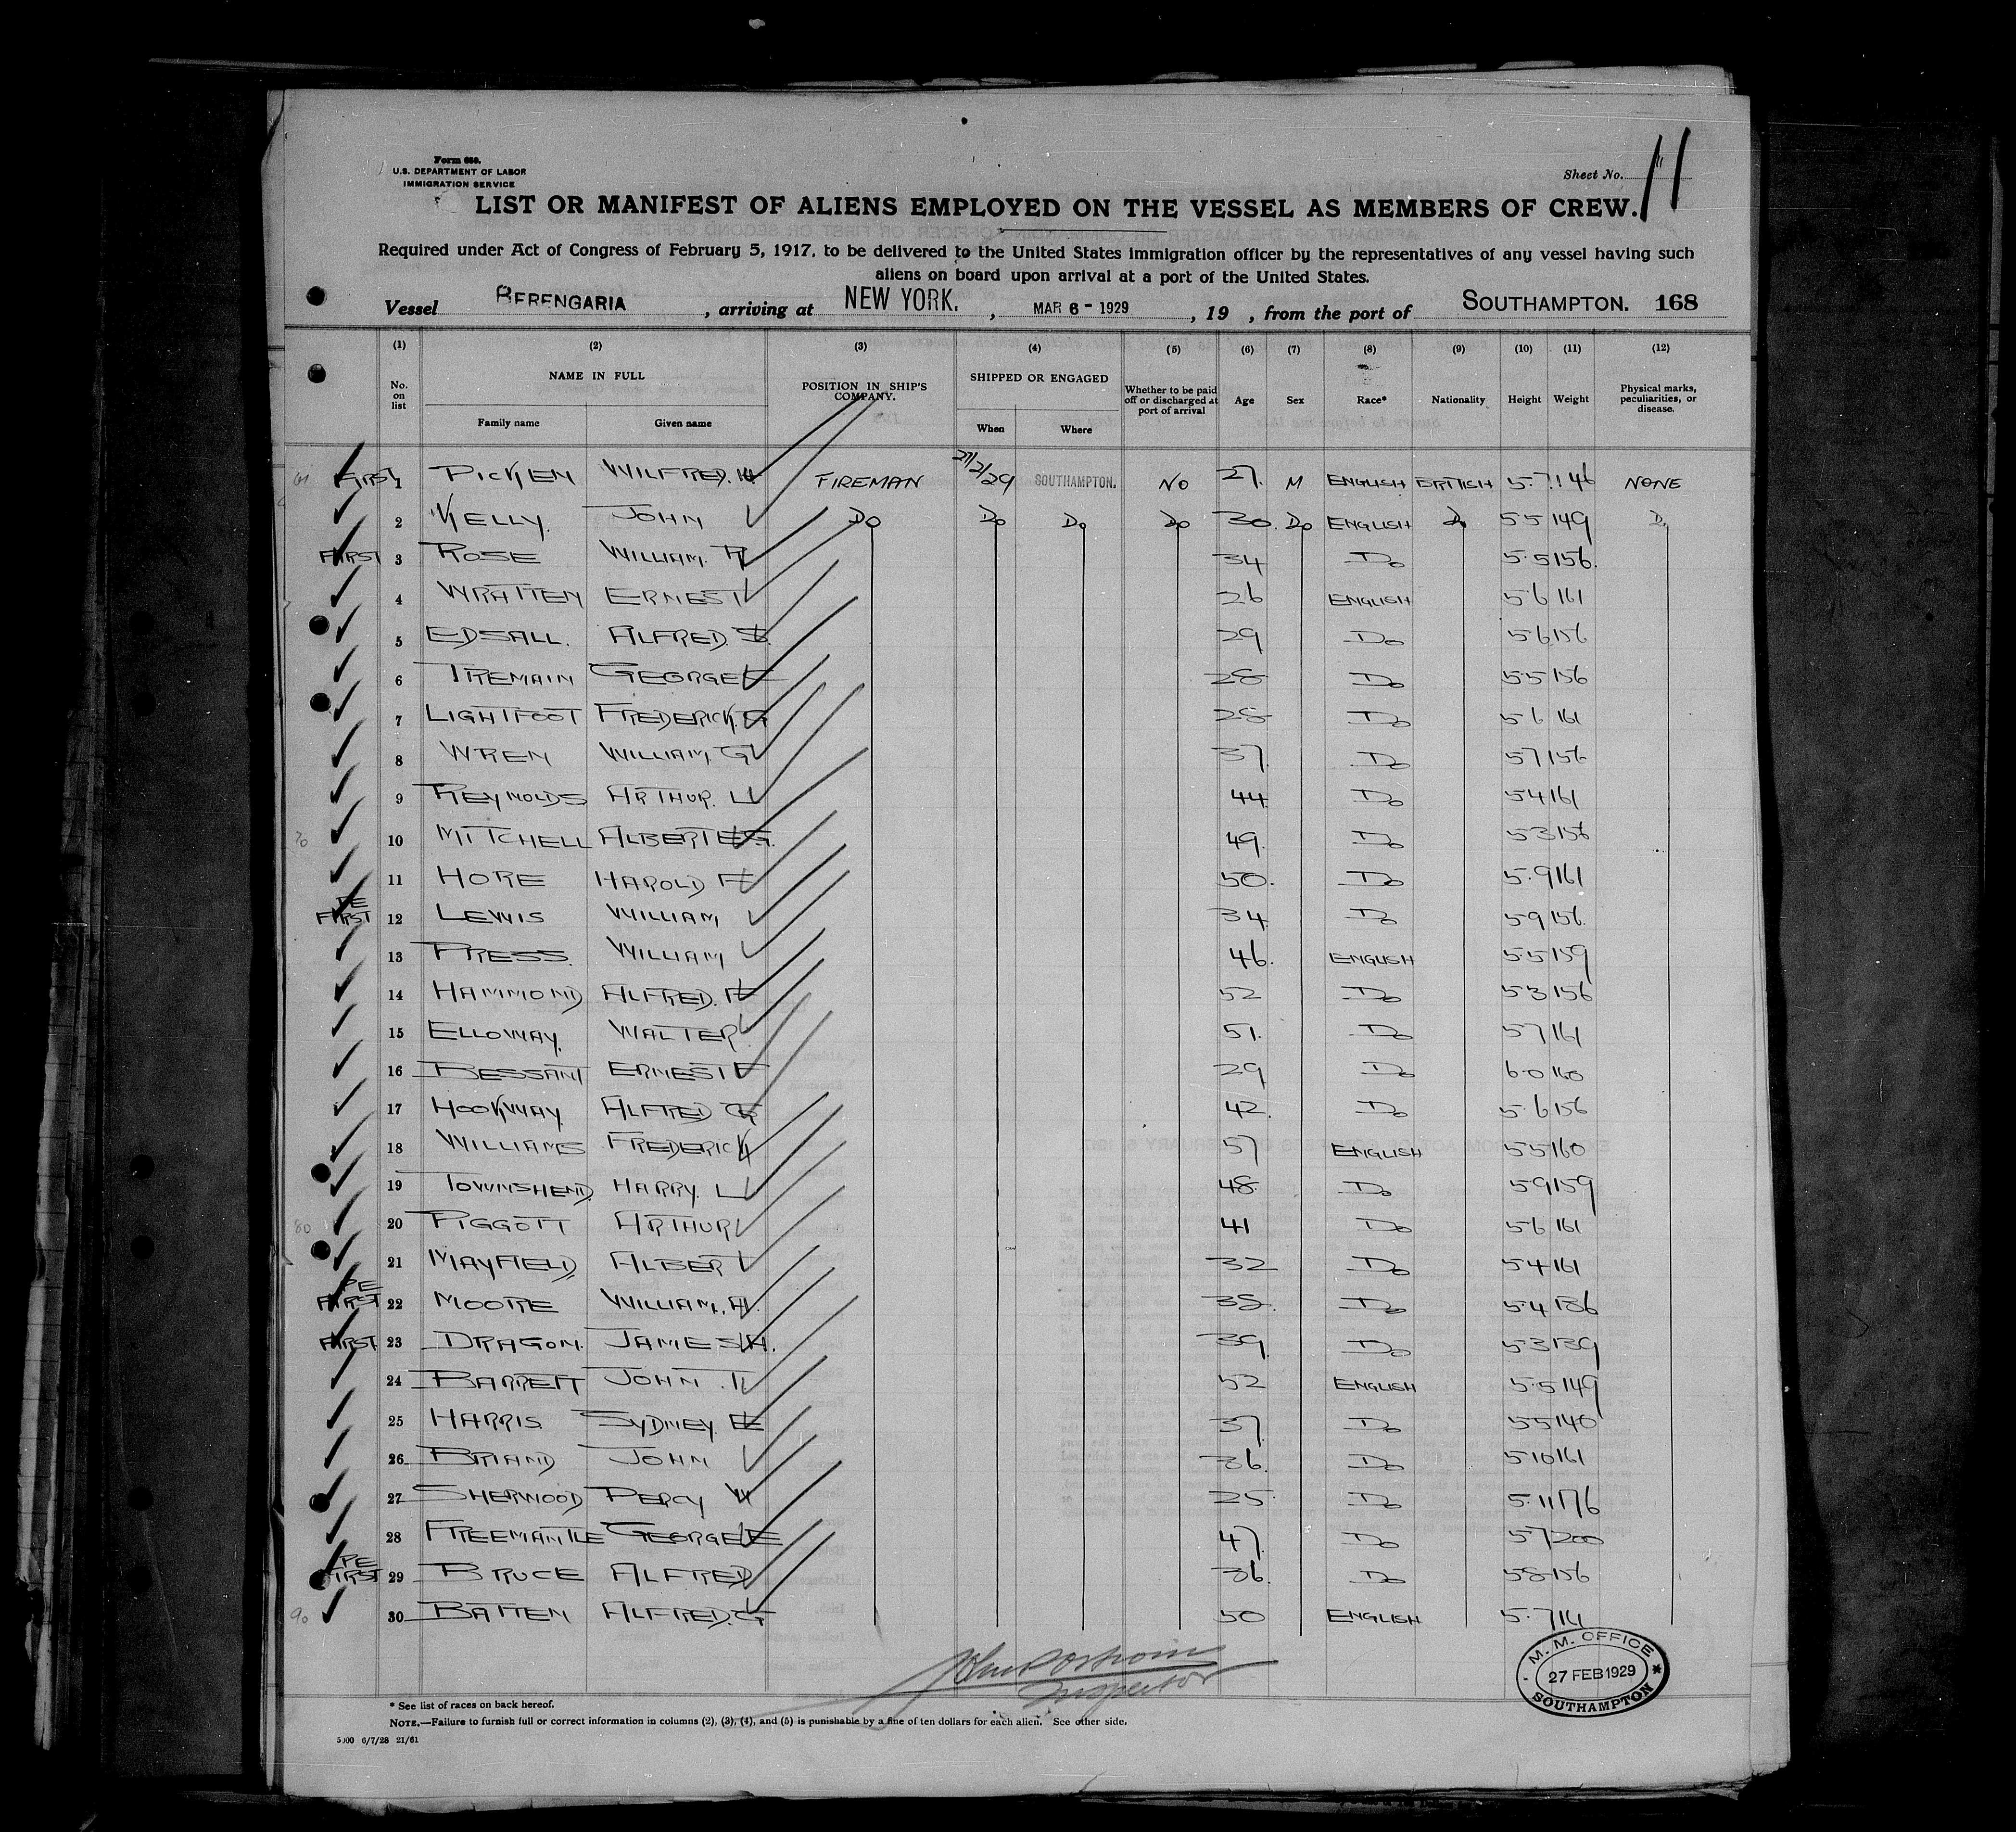 Form 680.
U.S. DEPARTMENT OF LABOR
IMMIGRATION SERVICE
Sheet No. 11
LIST OR MANIFEST OF ALIENS EMPLOYED ON THE VESSEL AS MEMBERS OF CREW.
Required under Act of Congress of February 5, 1917, to be delivered to the United States immigration officer by the representatives of any vessel having such
aliens on board upon arrival at a port of the United States.
Vessel BERENGARIA, arriving at NEW YORK., MAR 6 - 1929, 19 , from the port of SOUTHAMPTON. 168
(1) (2) (3) (4) (5) (6) (7) (8) (9) (10) (11) (12)
No. on list NAME IN FULL Family name Given name POSITION IN SHIP'S COMPANY. SHIPPED OR ENGAGED When Where Whether to be paid off or discharged at port of arrival Age Sex Race* Nationality Height Weight Physical marks, peculiarities, or disease.
FIRST 1 PICKEN WILFRED. FIREMAN 27/2/29 SOUTHAMPTON. NO 27. M ENGLISH BRITISH 5.7 146 NONE
2 KELLY. JOHN Do Do Do Do 30. Do ENGLISH Do 5 5 149 Do
FIRST 3 ROSE WILLIAM. 34 Do 5.5 156.
4 WRATTEN ERNEST 26 ENGLISH 5.6 161
5 EDSALL. ALFRED. S. 29 Do 5 6 156
6 TREMAIN GEORGE 28 Do 5.5 156
7 LIGHTFOOT FREDERICK. G 28 Do 5 6 161
8 WREN WILLIAM. G 37. Do 5 7 156
9 REYNOLDS ARTHUR. 44 Do 5 4 161
70 10 MITCHELL ALBERT E G. 49. Do 5 3 156
11 HORE HAROLD F 50. Do 5.9 161
PE FIRST 12 LEWIS WILLIAM 34 Do 5 9 156.
13 PRESS. WILLIAM 46. ENGLISH 5.5 159
14 HAMMOND ALFRED. F 52 Do 5 3 156
15 ELLOWAY. WALTER 51. Do 5 7 161
16 BESSANT ERNEST F 29 Do 6.0 160
17 HOOKWAY ALFRED G 42. Do 5.6 156
18 WILLIAMS FREDERICK 57 ENGLISH 5 5 160
19 TOWNSHEND. HARRY. L 48 Do 5 9 159
80 20 PIGGOTT ARTHUR 41 Do 5 6 161
21 MAYFIELD ALBERT 32 Do 5 4 161
PE FIRST 22 MOORE WILLIAM. A. 38. Do 5.4 136
FIRST. 23 DRAGON. JAMES. H. 39. Do 5.3 139
24 BARRETT JOHN. 52 ENGLISH 5.5 149
25 HARRIS SYDNEY. E 37. Do 5 5 140
26 BRIAND JOHN 36. Do 5 10 161
27 SHERWOOD PERCY W 25 Do 5.11 176
28 FREEMANTLE GEORGE E 47. Do 5 7 200
PE FIRST 29 BRUCE ALFRED 36. Do 5 8 156
90 30 BATTEN ALFRED. G 50 ENGLISH 5.7 161
Inspector
M. M. OFFICE
27 FEB 1929
SOUTHAMPTON
* See list of races on back hereof.
NOTE.—Failure to furnish full or correct information in columns (2), (3), (4), and (5) is punishable by a fine of ten dollars for each alien. See other side.
5000 6/7/28 21/61